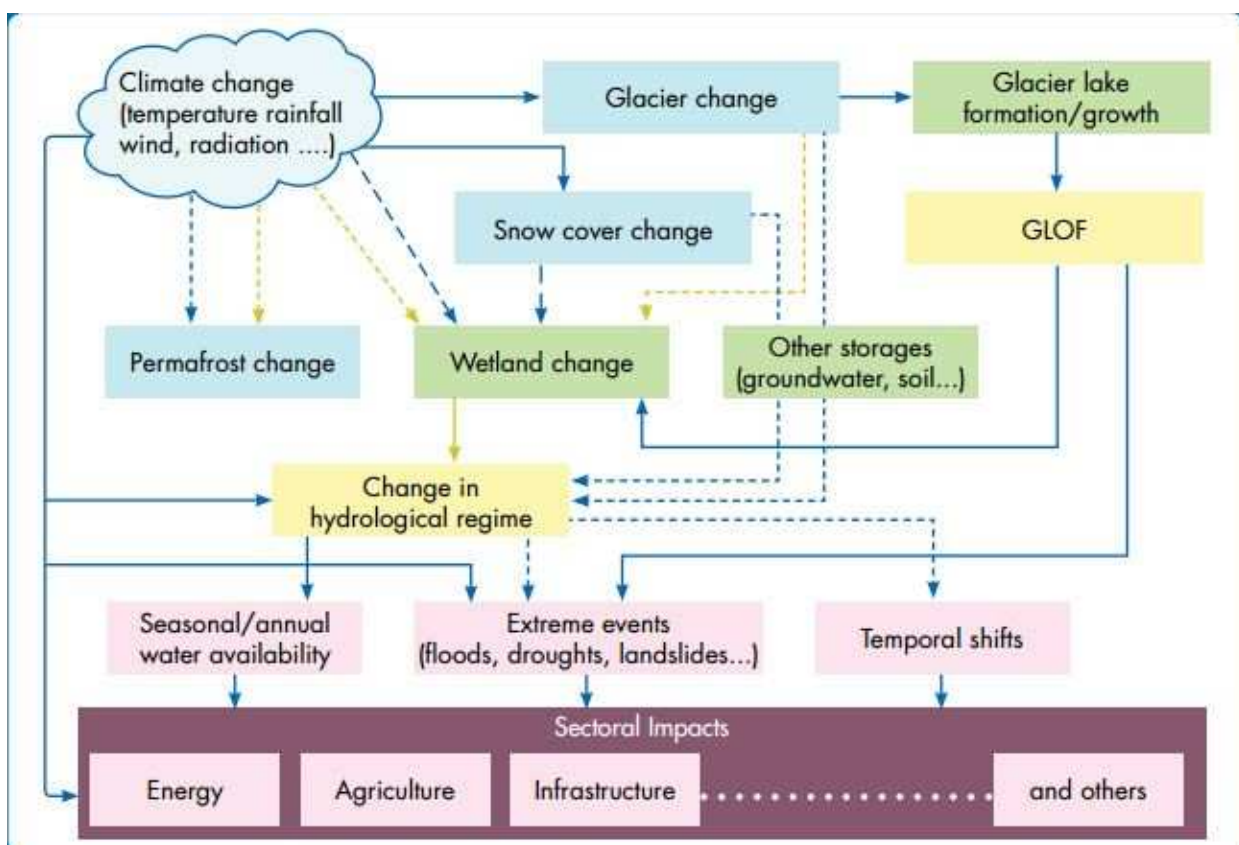 Climate change
(temperature rainfall
wind, radiation ....)
Glacier change
Glacier lake
formation/growth
Snow cover change
GLOF
Permafrost change
Wetland change
Other storages
(groundwater, soil...)
Change in
hydrological regime
Seasonal/annual
water availability
Extreme events
(floods, droughts, landslides...)
Temporal shifts
Sectoral Impacts
Energy
Agriculture
Infrastructure
and others